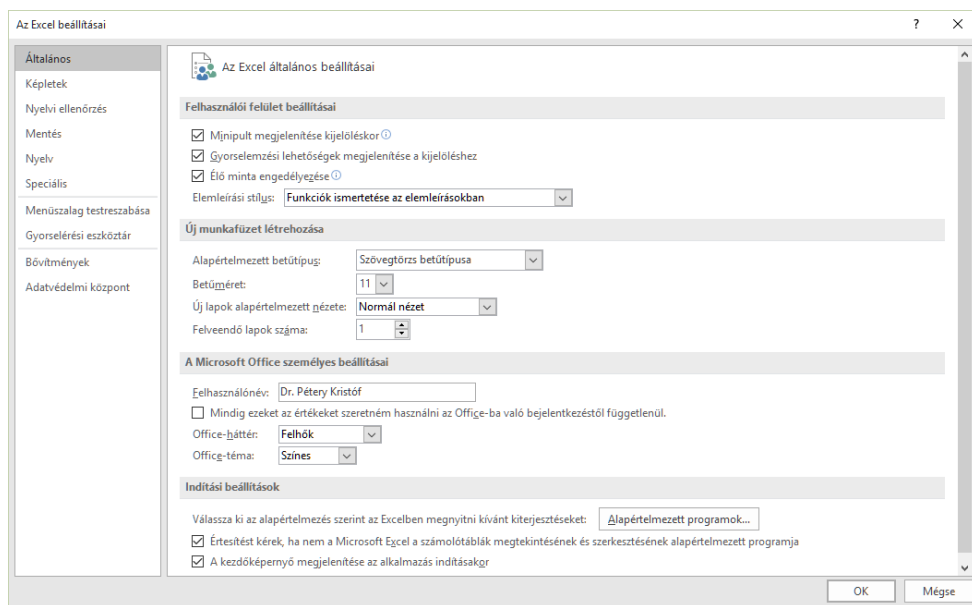 Az Excel beállításai
Általános
Képletek
Nyelvi ellenőrzés
Mentés
Nyelv
Speciális
Menüszalag testreszabása
Gyorselérési eszköztár
Bővítmények
Adatvédelmi központ
Az Excel általános beállításai
Felhasználói felület beállításai
Minipult megjelenítése kijelöléskor
Gyorselemzési lehetőségek megjelenítése a kijelöléshez
Élő minta engedélyezése
Elemleírási stílus: Funkciók ismertetése az elemleírásokban
Új munkafüzet létrehozása
Alapértelmezett betűtípus: Szövegtörzs betűtípusa
Betűméret: 11
Új lapok alapértelmezett nézete: Normál nézet
Felveendő lapok száma: 1
A Microsoft Office személyes beállításai
Felhasználónév: Dr. Pétery Kristóf
Mindig ezeket az értékeket szeretném használni az Office-ba való bejelentkezéstől függetlenül.
Office-háttér: Felhők
Office-téma: Színes
Indítási beállítások
Válassza ki az alapértelmezés szerint az Excelben megnyitni kívánt kiterjesztéseket: Alapértelmezett programok...
Értesítést kérek, ha nem a Microsoft Excel a számolótáblák megtekintésének és szerkesztésének alapértelmezett programja
A kezdőképernyő megjelenítése az alkalmazás indításakor
OK Mégse